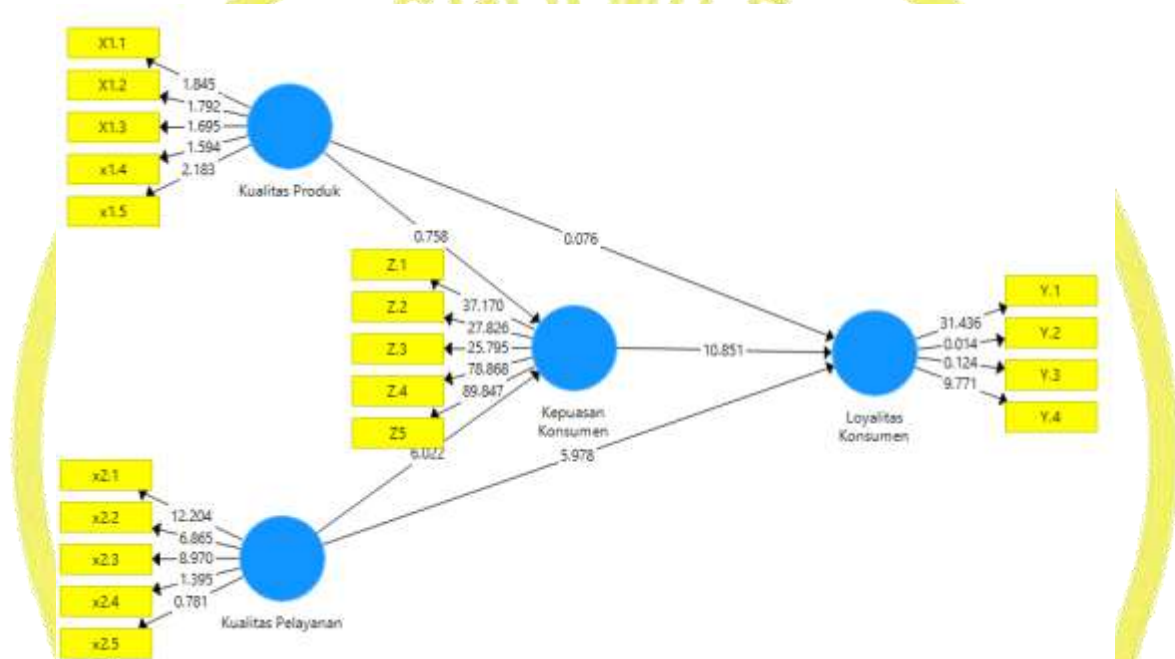 X1.1
X1.2
X1.3
x1.4
x1.5
1.845
1.792
1.695
1.594
2.183
Kualitas Produk
0.758
0.076
Z.1
Z.2
Z.3
Z.4
Z5
37.170
27.826
25.795
78.868
89.847
Kepuasan
Konsumen
10.851
Loyalitas
Konsumen
31.436
0.014
0.124
9.771
Y.1
Y.2
Y.3
Y.4
6.022
5.978
x2.1
x2.2
x2.3
x2.4
x2.5
12.204
6.865
8.970
1.395
0.781
Kualitas Pelayanan